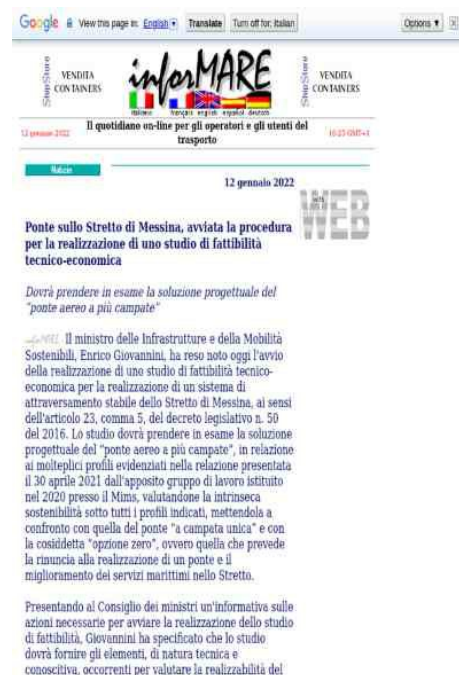 Google View this page in: English Translate Turn off for: Italian Options ▼
ShipStore
VENDITA
CONTAINERS
inforMARE
italiano français english español deutsch
ShipStore
VENDITA
CONTAINERS
12 gennaio 2022
Il quotidiano on-line per gli operatori e gli utenti del
trasporto
GMT+1
Notizie
12 gennaio 2022
WEB
Ponte sullo Stretto di Messina, avviata la procedura
per la realizzazione di uno studio di fattibilità
tecnico-economica
Dovrà prendere in esame la soluzione progettuale del
"ponte aereo a più campate"
inforMARE - Il ministro delle Infrastrutture e della Mobilità
Sostenibili, Enrico Giovannini, ha reso noto oggi l'avvio
della realizzazione di uno studio di fattibilità tecnico-
economica per la realizzazione di un sistema di
attraversamento stabile dello Stretto di Messina, ai sensi
dell'articolo 23, comma 5, del decreto legislativo n. 50
del 2016. Lo studio dovrà prendere in esame la soluzione
progettuale del "ponte aereo a più campate", in relazione
ai molteplici profili evidenziati nella relazione presentata
il 30 aprile 2021 dall'apposito gruppo di lavoro istituito
nel 2020 presso il Mims, valutandone la intrinseca
sostenibilità sotto tutti i profili indicati, mettendola a
confronto con quella del ponte "a campata unica" e con
la cosiddetta "opzione zero", ovvero quella che prevede
la rinuncia alla realizzazione di un ponte e il
miglioramento dei servizi marittimi nello Stretto.
Presentando al Consiglio dei ministri un'informativa sulle
azioni necessarie per avviare la realizzazione dello studio
di fattibilità, Giovannini ha specificato che lo studio
dovrà fornire gli elementi, di natura tecnica e
conoscitiva, occorrenti per valutare la realizzabilità del